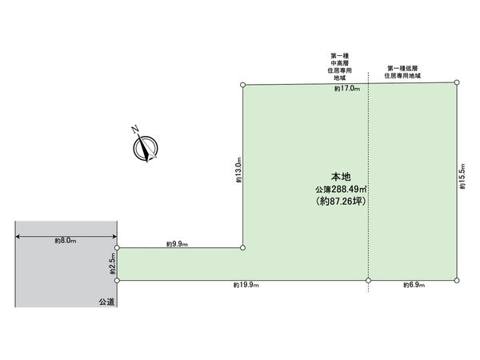 第一種
中高層
住居専用
地域
第一種低層
住居専用地域
約17.0m
N
約13.0m
本地
公簿288.49㎡
(約87.26坪)
約15.5m
約8.0m
約9.9m
約2.5m
約19.9m
約6.9m
公道